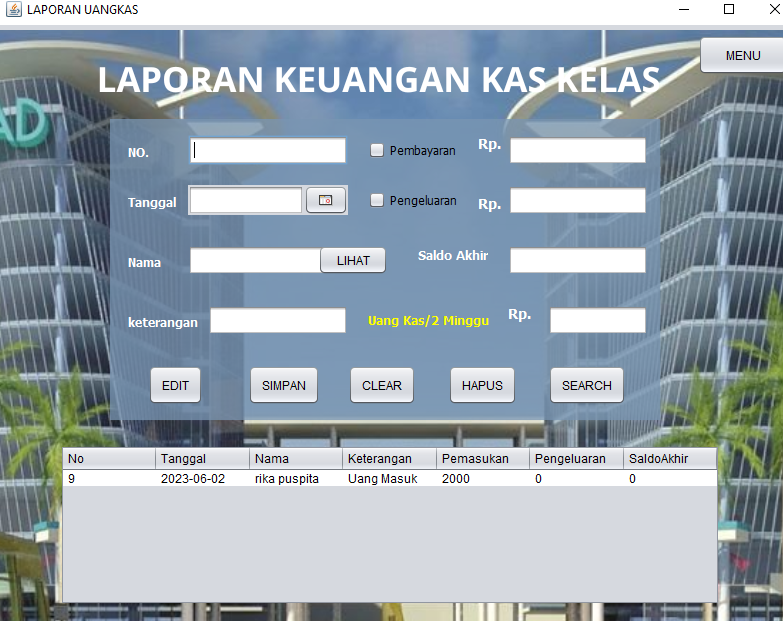 LAPORAN UANGKAS
MENU
LAPORAN KEUANGAN KAS KELAS
AD
NO.
Pembayaran
Rp.
Tanggal
Pengeluaran
Rp.
Nama
LIHAT
Saldo Akhir
keterangan
Uang Kas/2 Minggu
Rp.
EDIT SIMPAN CLEAR HAPUS SEARCH
No Tanggal Nama Keterangan Pemasukan Pengeluaran SaldoAkhir
9 2023-06-02 rika puspita Uang Masuk 2000 0 0